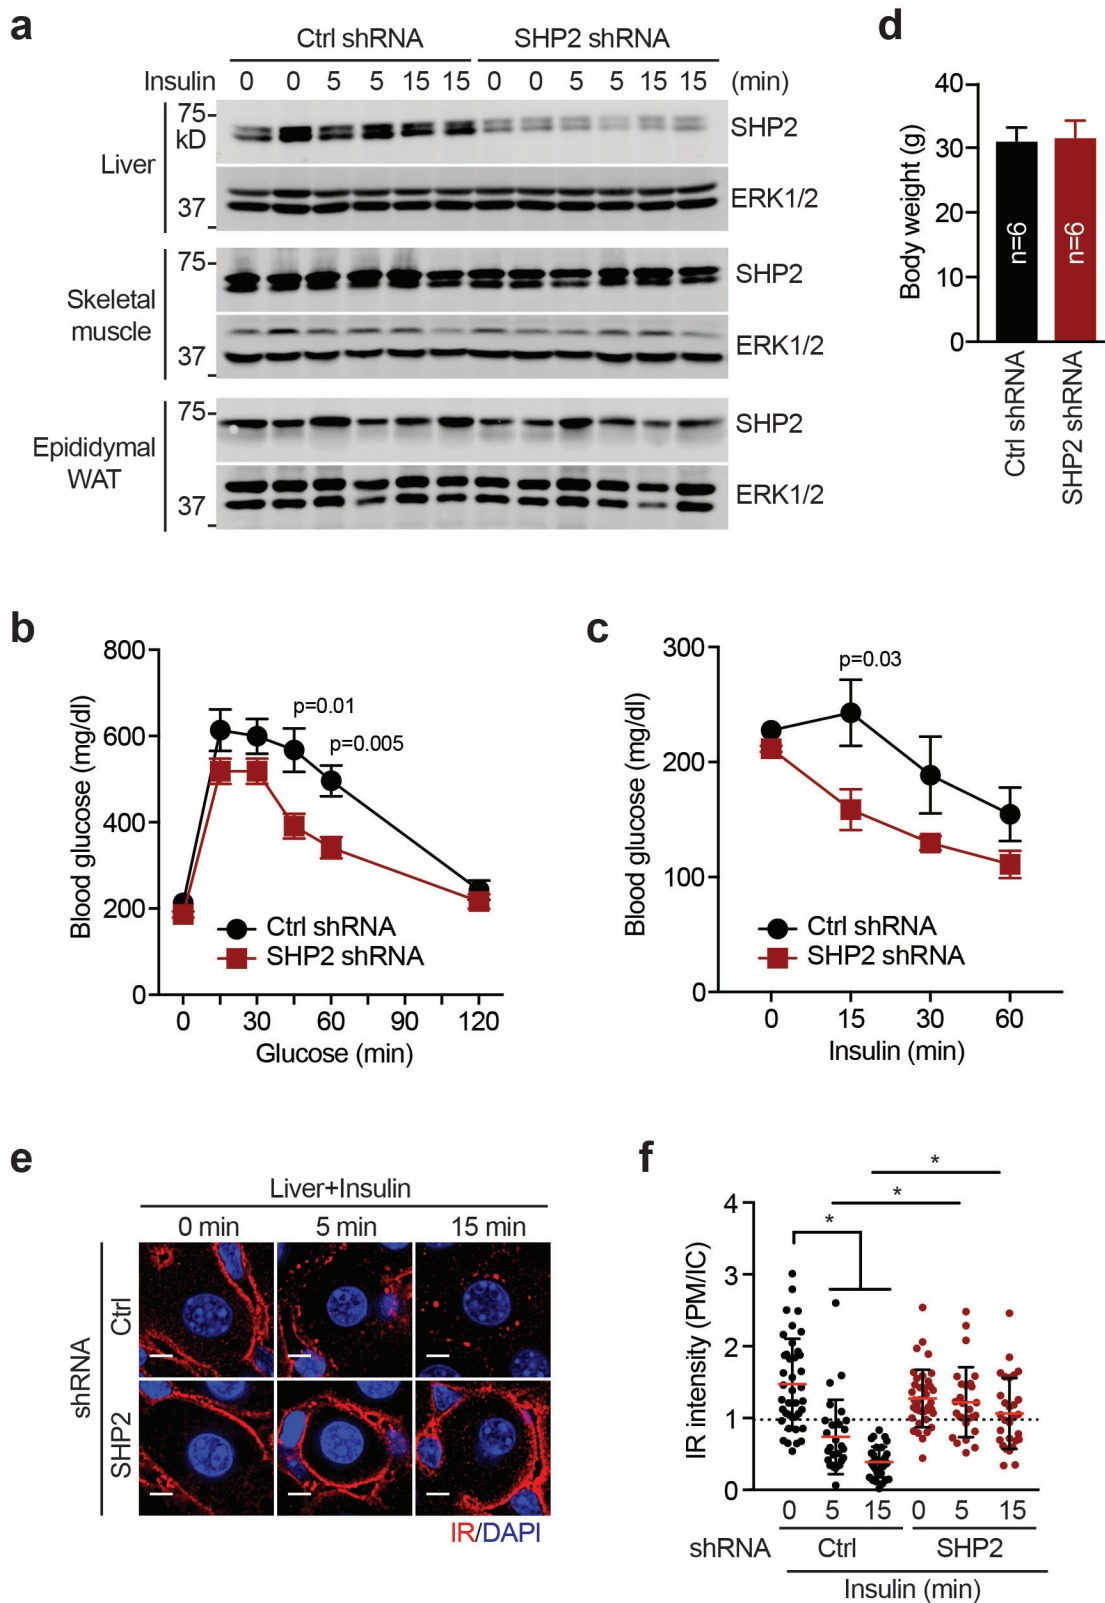 a
Ctrl shRNA SHP2 shRNA
Insulin 0 0 5 5 15 15 0 0 5 5 15 15 (min)
75
kD
SHP2
Liver
37
ERK1/2
75
SHP2
Skeletal
muscle
37
ERK1/2
75
SHP2
Epididymal
WAT
37
ERK1/2
d
Body weight (g)
40
30
20
10
0
n=6
n=6
Ctrl shRNA
SHP2 shRNA
b
Blood glucose (mg/dl)
800
600
400
200
0
p=0.01
p=0.005
Ctrl shRNA
SHP2 shRNA
0 30 60 90 120
Glucose (min)
c
Blood glucose (mg/dl)
300
200
100
0
p=0.03
Ctrl shRNA
SHP2 shRNA
0 15 30 60
Insulin (min)
e
Liver+Insulin
0 min 5 min 15 min
shRNA
Ctrl
SHP2
IR/DAPI
f
IR intensity (PM/IC)
4
3
2
1
0
*
*
*
0 5 15 0 5 15
shRNA Ctrl SHP2
Insulin (min)